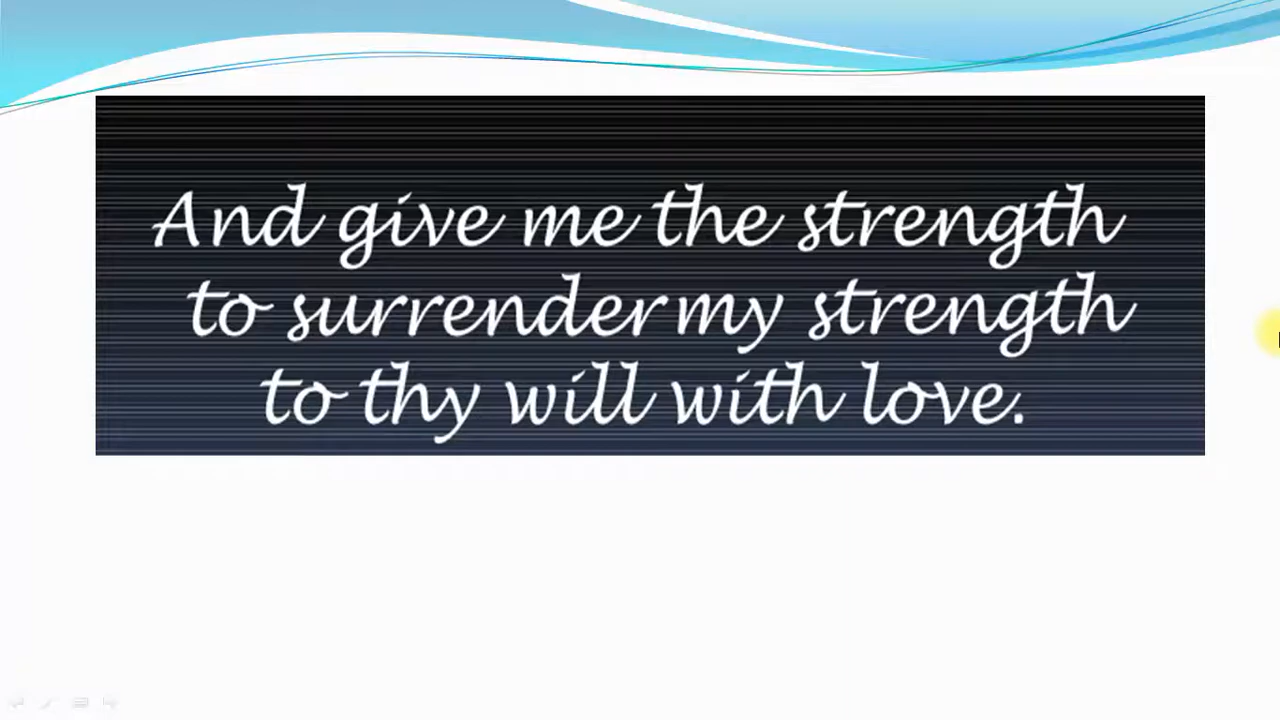 And give me the strength
to surrender my strength
to thy will with love.